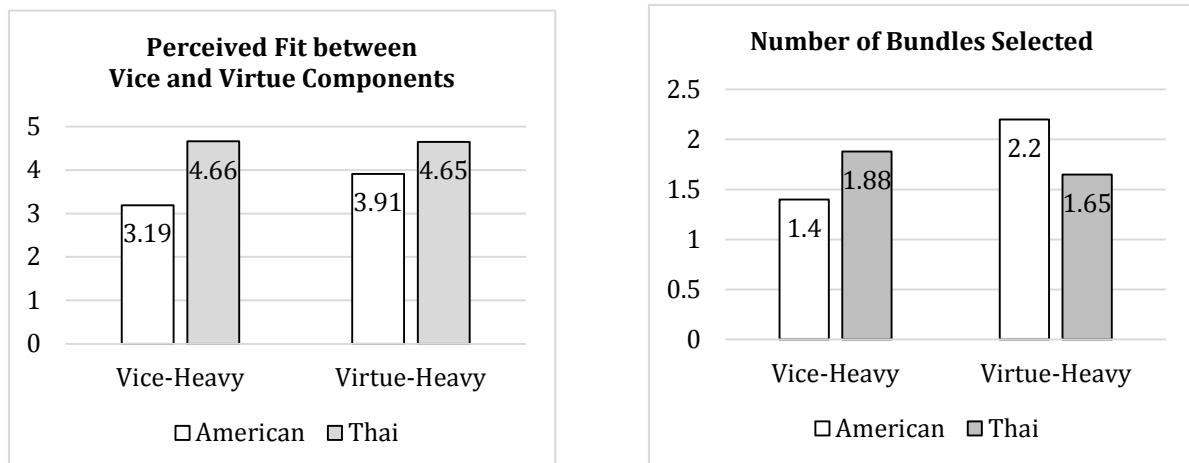 Perceived Fit between
Vice and Virtue Components
5
4
3
2
1
0
4.66
4.65
3.91
3.19
Vice-Heavy Virtue-Heavy
American Thai
Number of Bundles Selected
2.5
2
1.5
1
0.5
0
2.2
1.88
1.65
1.4
Vice-Heavy Virtue-Heavy
American Thai